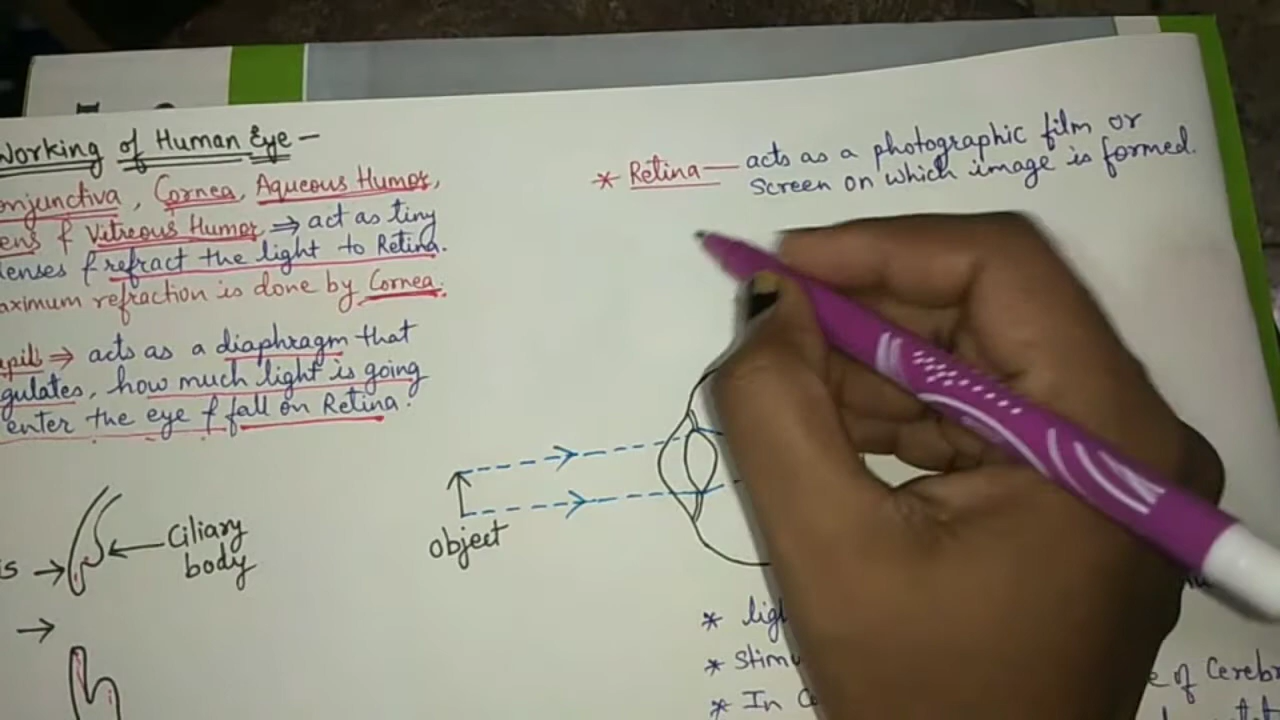 Working of Human Eye –
Conjunctiva, Cornea, Aqueous Humor,
Lens & Vitreous Humor ⇒ act as tiny
lenses & refract the light to Retina.
Maximum refraction is done by Cornea.
Pupil ⇒ acts as a diaphragm that
regulates, how much light is going
enter the eye & fall on Retina.
Ciliary
body
* Retina — acts as a photographic film or
screen on which image is formed.
object
*
*
* In
of